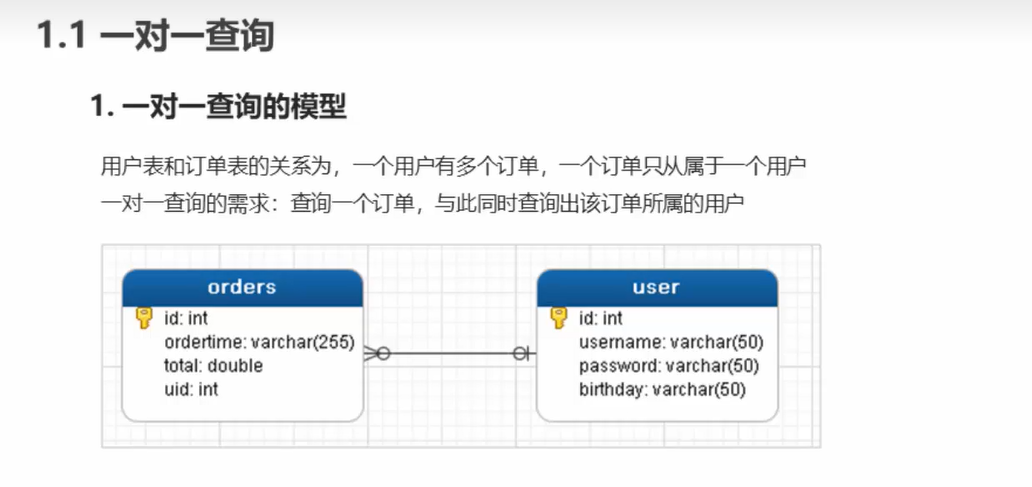 1.1 一对一查询
1. 一对一查询的模型
用户表和订单表的关系为，一个用户有多个订单，一个订单只从属于一个用户
一对一查询的需求：查询一个订单，与此同时查询出该订单所属的用户
orders
id: int
ordertime: varchar(255)
total: double
uid: int
user
id: int
username: varchar(50)
password: varchar(50)
birthday: varchar(50)